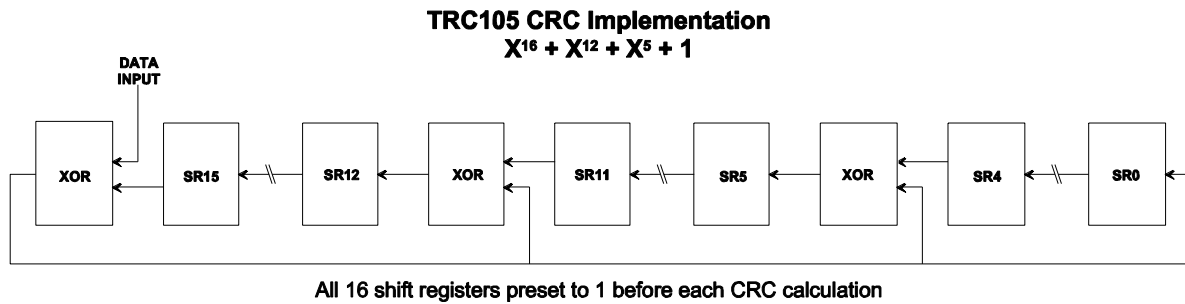 TRC105 CRC Implementation
X¹⁶ + X¹² + X⁵ + 1
DATA
INPUT
XOR
SR15
SR12
XOR
SR11
SR5
XOR
SR4
SR0
All 16 shift registers preset to 1 before each CRC calculation